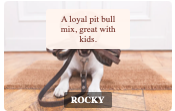 A loyal pit bull
mix, great with
kids.
ROCKY